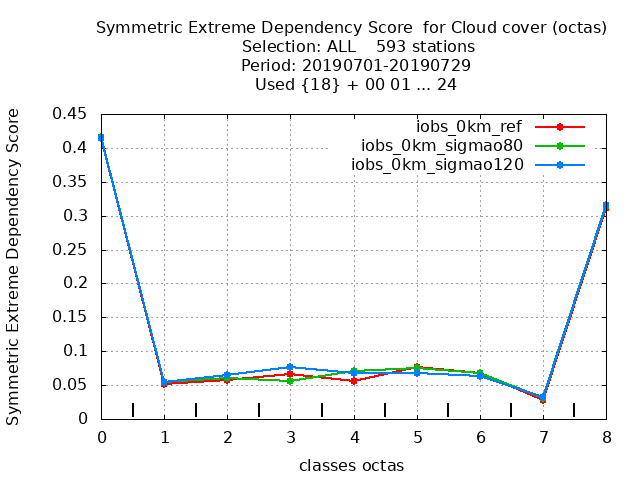 Symmetric Extreme Dependency Score  for Cloud cover (octas)
Selection: ALL    593 stations
Period: 20190701-20190729
Used {18} + 00 01 ... 24
Symmetric Extreme Dependency Score
0.45
0.4
0.35
0.3
0.25
0.2
0.15
0.1
0.05
0
iobs_0km_ref
iobs_0km_sigmao80
iobs_0km_sigmao120
0 1 2 3 4 5 6 7 8
classes octas